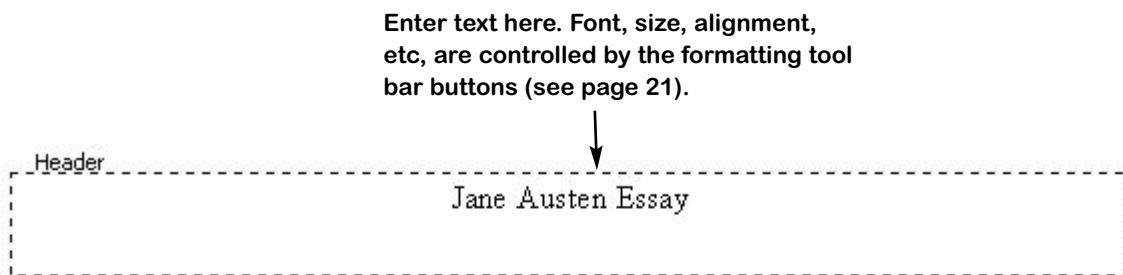 Enter text here. Font, size, alignment,
etc, are controlled by the formatting tool
bar buttons (see page 21).
Header
Jane Austen Essay